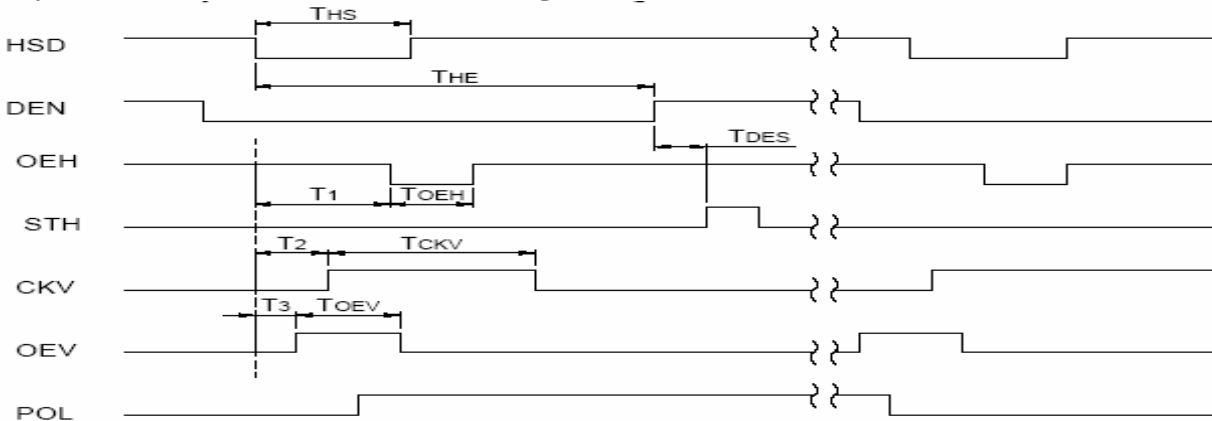 THS
HSD
THE
DEN
TDES
OEH
T1 TOEH
STH
T2 TCKV
CKV
T3 TOEV
OEV
POL